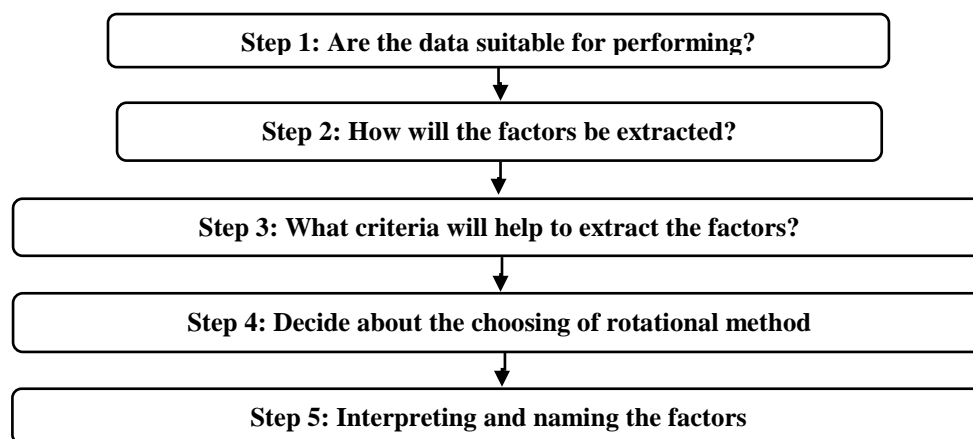 Step 1: Are the data suitable for performing?
Step 2: How will the factors be extracted?
Step 3: What criteria will help to extract the factors?
Step 4: Decide about the choosing of rotational method
Step 5: Interpreting and naming the factors